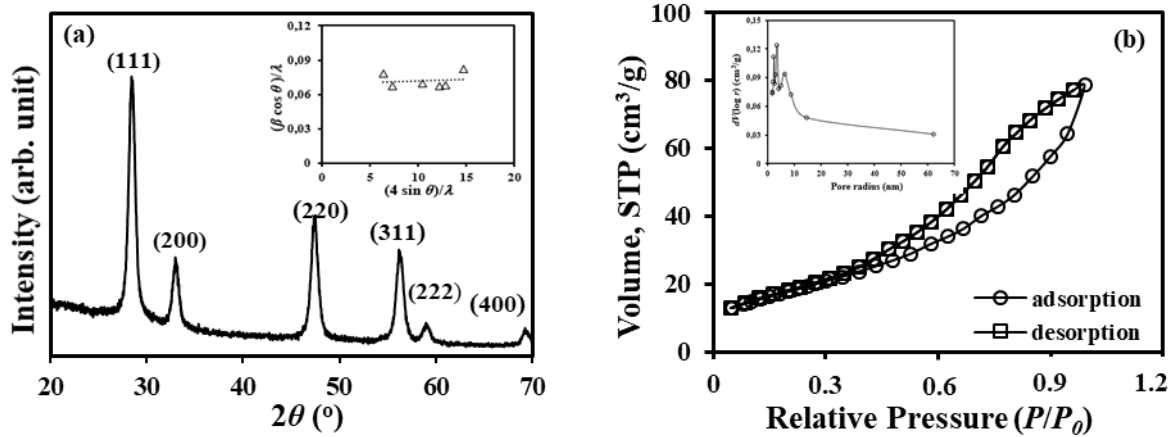 (a)
(111)
(200)
(220)
(311)
(222)
(400)
Intensity (arb. unit)
20 30 40 50 60 70
2θ (°)
0,12
0,09
0,06
0,03
0
0 5 10 15 20
(β cos θ)/λ
(4 sin θ)/λ
(b)
100
80
60
40
20
0
Volume, STP (cm³/g)
0 0.3 0.6 0.9 1.2
Relative Pressure (P/P₀)
adsorption
desorption
0,15
0,12
0,09
0,06
0,03
0
dV(log r) (cm³/g)
0 10 20 30 40 50 60 70
Pore radius (nm)